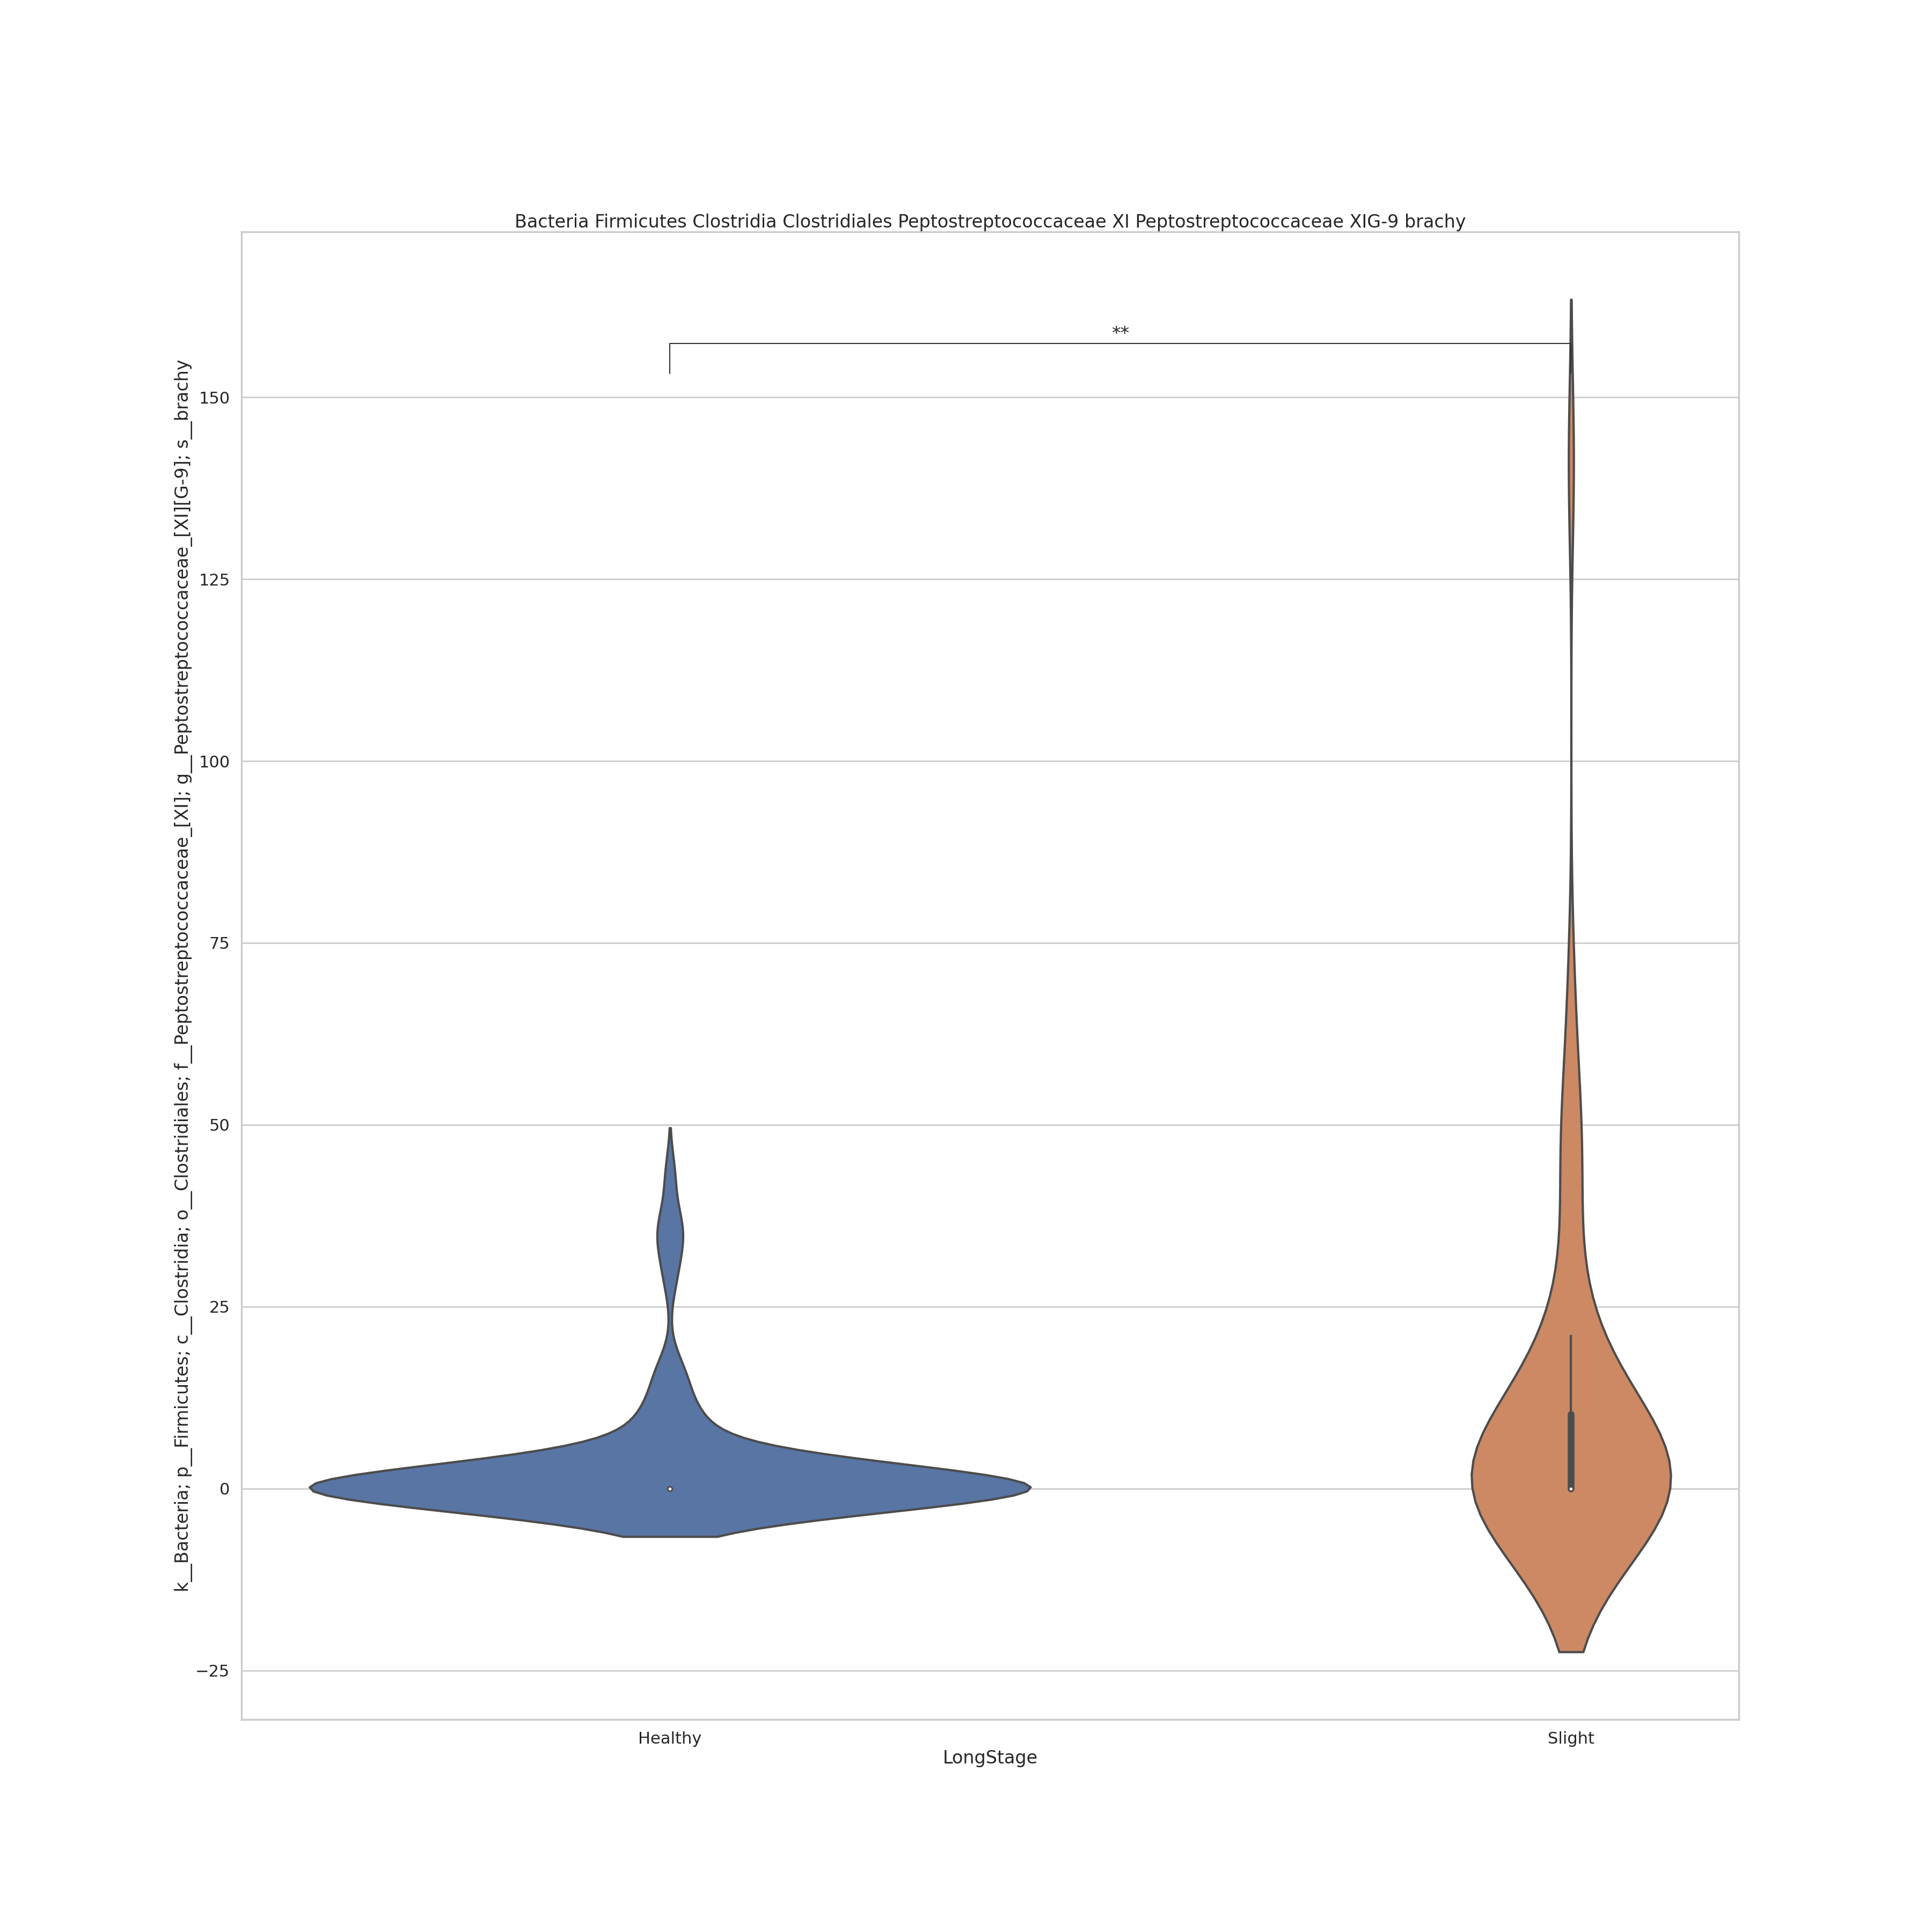 Bacteria Firmicutes Clostridia Clostridiales Peptostreptococcaceae XI Peptostreptococcaceae XIG-9 brachy
**
k__Bacteria; p__Firmicutes; c__Clostridia; o__Clostridiales; f__Peptostreptococcaceae_[XI]; g__Peptostreptococcaceae_[XI][G-9]; s__brachy
150
125
100
75
50
25
0
−25
Healthy
Slight
LongStage